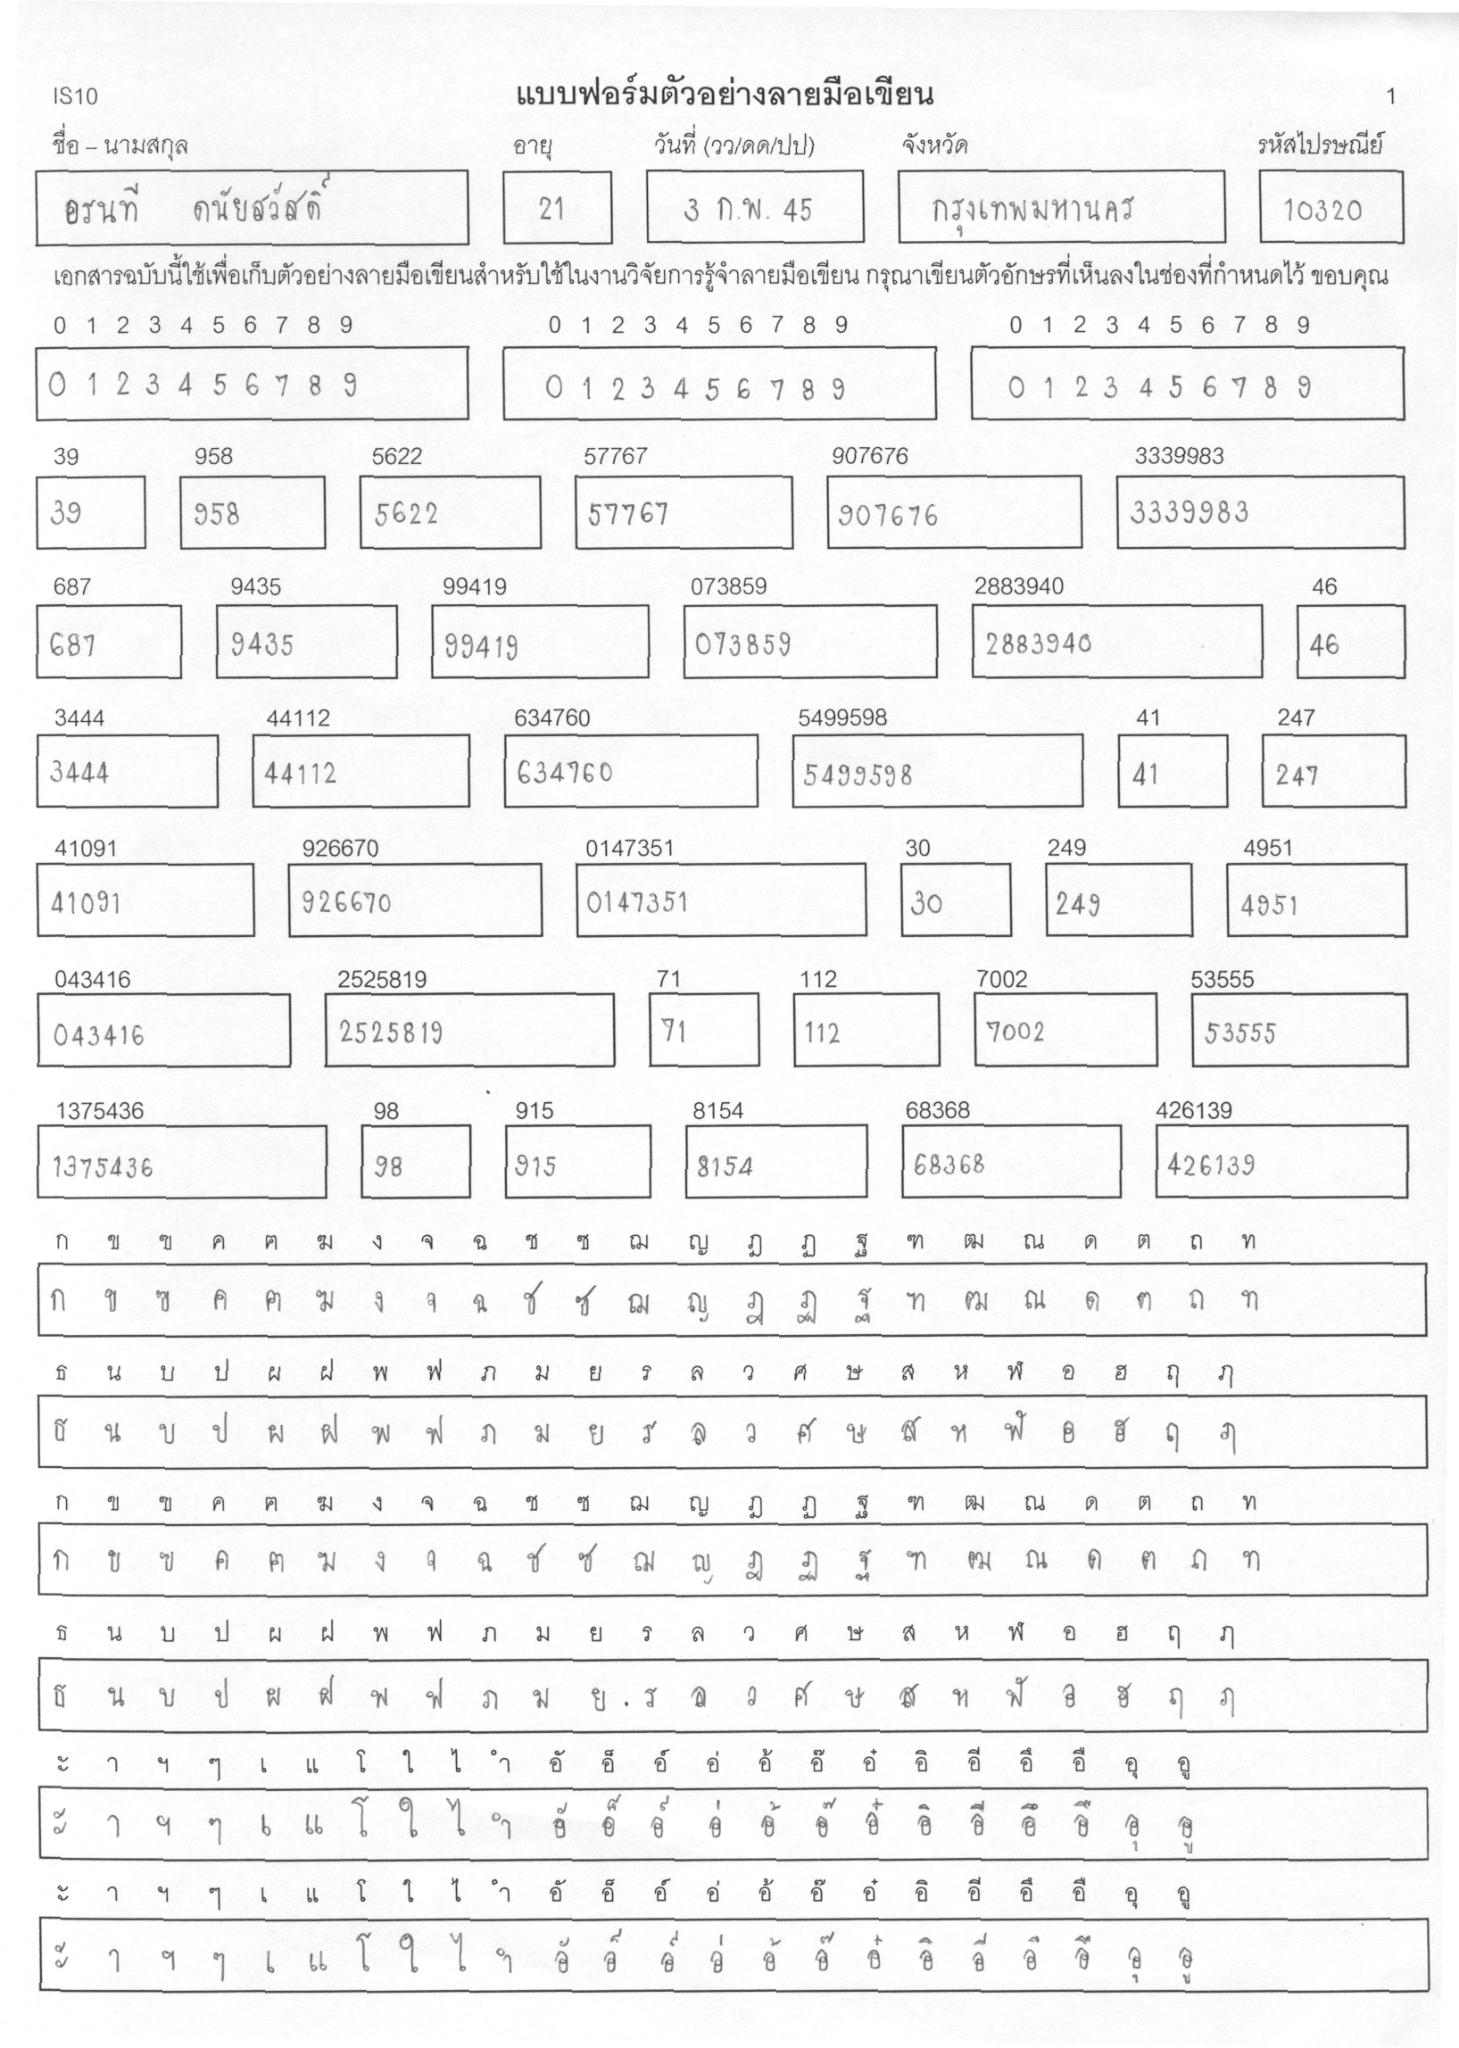 IS10 แบบฟอร์มตัวอย่างลายมือเขียน 1
ชื่อ – นามสกุล อายุ วันที่ (วว/ดด/ปป) จังหวัด รหัสไปรษณีย์
อรนที ดนัยสวัสดิ์ 21 3 ก.พ. 45 กรุงเทพมหานคร 10320
เอกสารฉบับนี้ใช้เพื่อเก็บตัวอย่างลายมือเขียนสำหรับใช้ในงานวิจัยการรู้จำลายมือเขียน กรุณาเขียนตัวอักษรที่เห็นลงในช่องที่กำหนดไว้ ขอบคุณ
0 1 2 3 4 5 6 7 8 9 0 1 2 3 4 5 6 7 8 9 0 1 2 3 4 5 6 7 8 9
0 1 2 3 4 5 6 7 8 9 0 1 2 3 4 5 6 7 8 9 0 1 2 3 4 5 6 7 8 9
39 958 5622 57767 907676 3339983
39 958 5622 57767 907676 3339983
687 9435 99419 073859 2883940 46
687 9435 99419 073859 2883940 46
3444 44112 634760 5499598 41 247
3444 44112 634760 5499598 41 247
41091 926670 0147351 30 249 4951
41091 926670 0147351 30 249 4951
043416 2525819 71 112 7002 53555
043416 2525819 71 112 7002 53555
1375436 98 915 8154 68368 426139
1375436 98 915 8154 68368 426139
ก ข ฃ ค ฅ ฆ ง จ ฉ ช ซ ฌ ญ ฎ ฏ ฐ ฑ ฒ ณ ด ต ถ ท
ก ข ฃ ค ฅ ฆ ง จ ฉ ช ซ ฌ ญ ฎ ฏ ฐ ฑ ฒ ณ ด ต ถ ท
ธ น บ ป ผ ฝ พ ฟ ภ ม ย ร ล ว ศ ษ ส ห ฬ อ ฮ ฤ ฦ
ธ น บ ป ผ ฝ พ ฟ ภ ม ย ร ล ว ศ ษ ส ห ฬ อ ฮ ฤ ฦ
ก ข ฃ ค ฅ ฆ ง จ ฉ ช ซ ฌ ญ ฎ ฏ ฐ ฑ ฒ ณ ด ต ถ ท
ก ข ฃ ค ฅ ฆ ง จ ฉ ช ซ ฌ ญ ฎ ฏ ฐ ฑ ฒ ณ ด ต ถ ท
ธ น บ ป ผ ฝ พ ฟ ภ ม ย ร ล ว ศ ษ ส ห ฬ อ ฮ ฤ ฦ
ธ น บ ป ผ ฝ พ ฟ ภ ม ย . ร ล ว ศ ษ ส ห ฬ อ ฮ ฤ ฦ
ะ า ฯ ๆ เ แ โ ใ ไ ำ อั อ็ อ์ อ่ อ้ อ๊ อ๋ อิ อี อึ อื อุ อู
ะ า ฯ ๆ เ แ โ ใ ไ ำ อั อ็ อ์ อ่ อ้ อ๊ อ๋ อิ อี อึ อื อุ อู
ะ า ฯ ๆ เ แ โ ใ ไ ำ อั อ็ อ์ อ่ อ้ อ๊ อ๋ อิ อี อึ อื อุ อู
ะ า ฯ ๆ เ แ โ ใ ไ ำ อั อ็ อ์ อ่ อ้ อ๊ อ๋ อิ อี อึ อื อุ อู